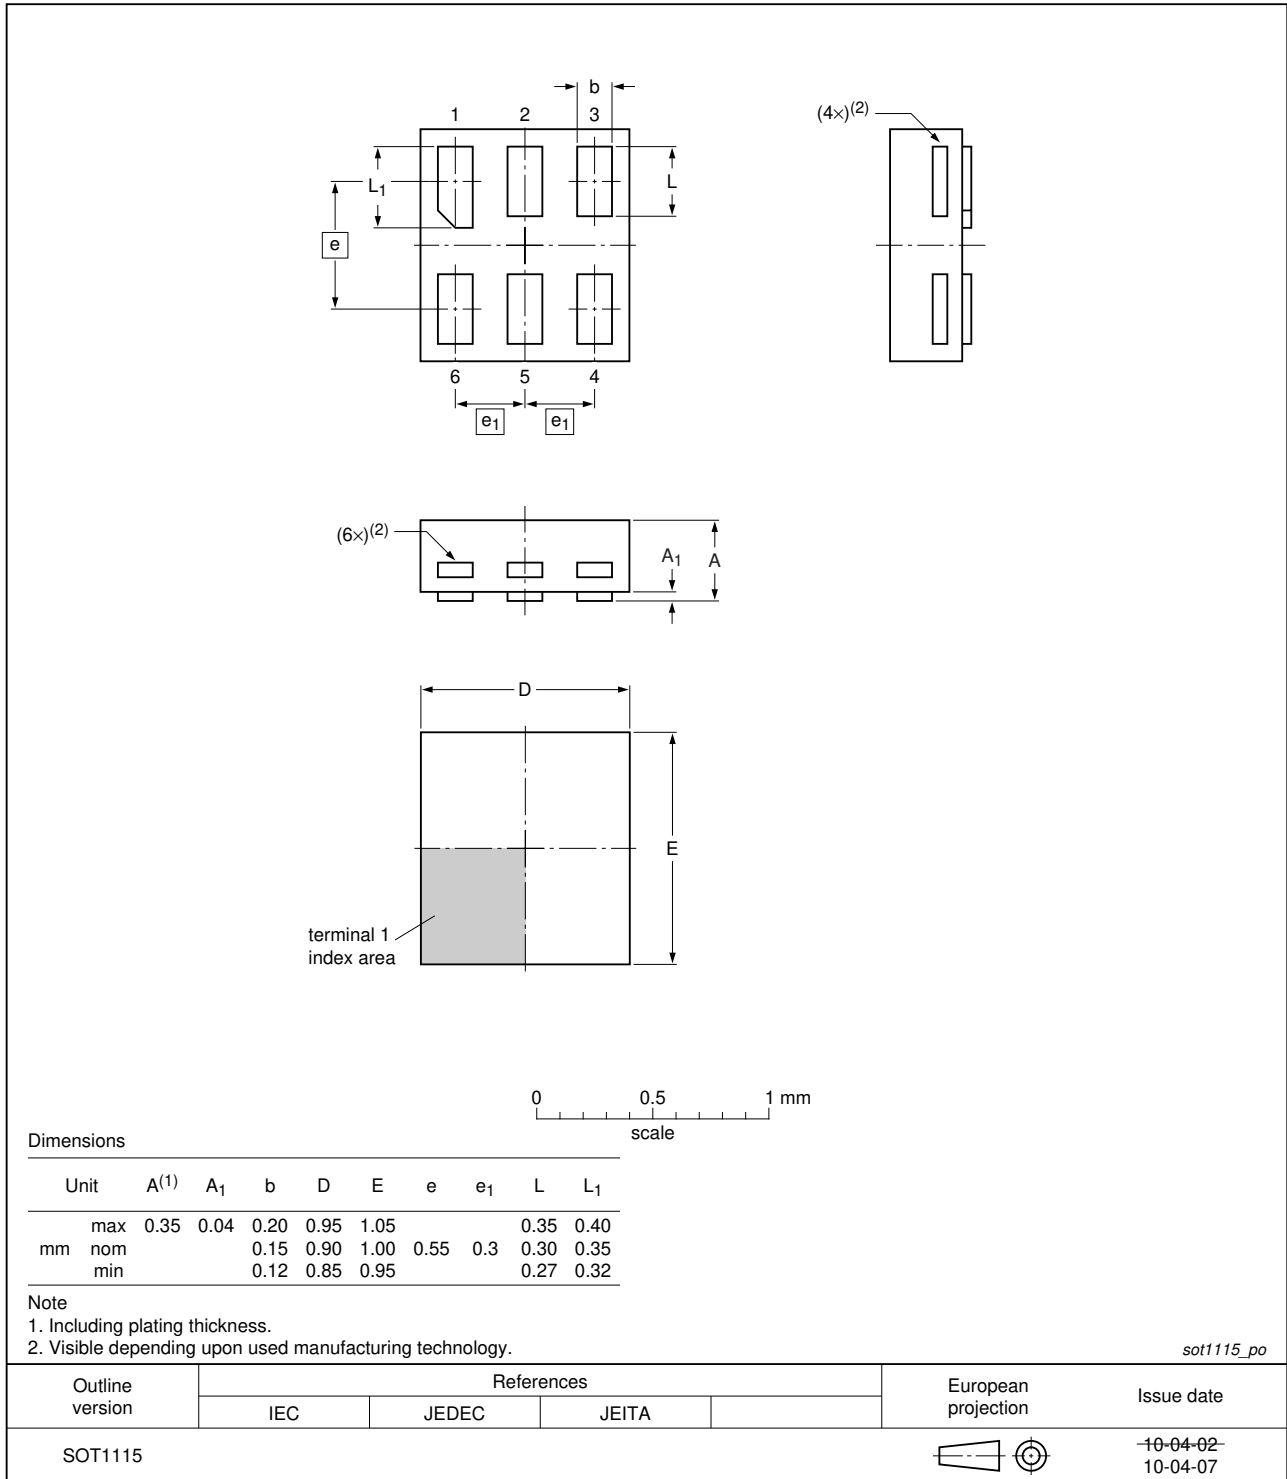 b
1 2 3
(4×)(2)
L1
L
e
6 5 4
e1 e1
(6×)(2)
A1 A
D
E
terminal 1
index area
0 0.5 1 mm
scale
Dimensions
Unit A(1) A1 b D E e e1 L L1
max 0.35 0.04 0.20 0.95 1.05 0.35 0.40
mm nom 0.15 0.90 1.00 0.55 0.3 0.30 0.35
min 0.12 0.85 0.95 0.27 0.32
Note
1. Including plating thickness.
2. Visible depending upon used manufacturing technology.
sot1115_po
Outline
version
References
IEC JEDEC JEITA
European
projection
Issue date
SOT1115
10-04-02
10-04-07